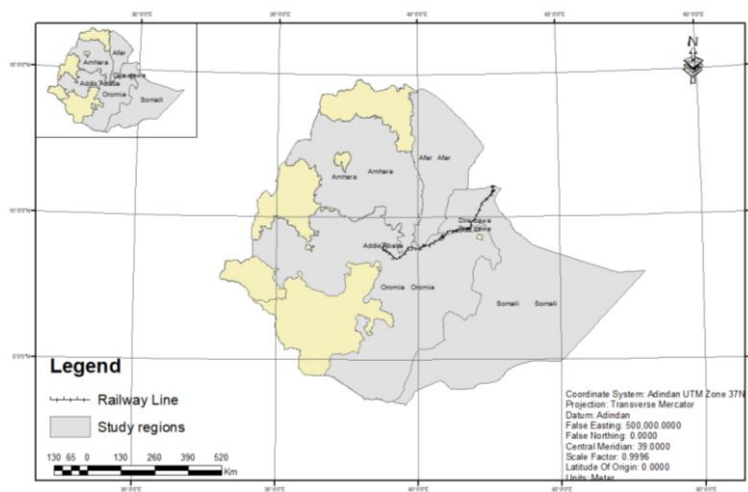 N
Amhara
Afar
Addis Ababa
Oromia
Somali
Afar Afar
Amhara
Amhara
Dire dawa
Addis Ababa
Oromia Oromia
Somali Somali
Legend
Railway Line
Study regions
130 65 0 130 260 390 520
Km
Coordinate System: Adindan UTM Zone 37N
Projection: Transverse Mercator
Datum: Adindan
False Easting: 500,000.0000
False Northing: 0.0000
Central Meridian: 39.0000
Scale Factor: 0.9996
Latitude Of Origin: 0.0000
Units: Meter